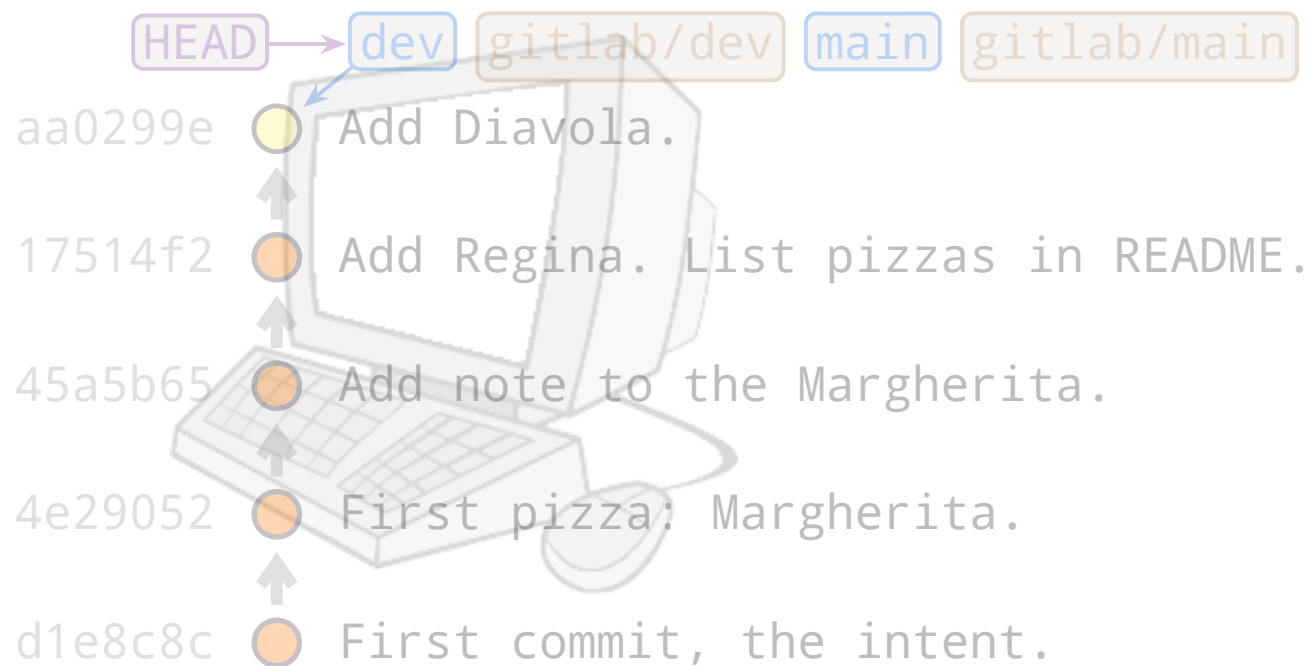 HEAD dev gitlab/dev main gitlab/main
aa0299e Add Diavola.
17514f2 Add Regina. List pizzas in README.
45a5b65 Add note to the Margherita.
4e29052 First pizza: Margherita.
d1e8c8c First commit, the intent.